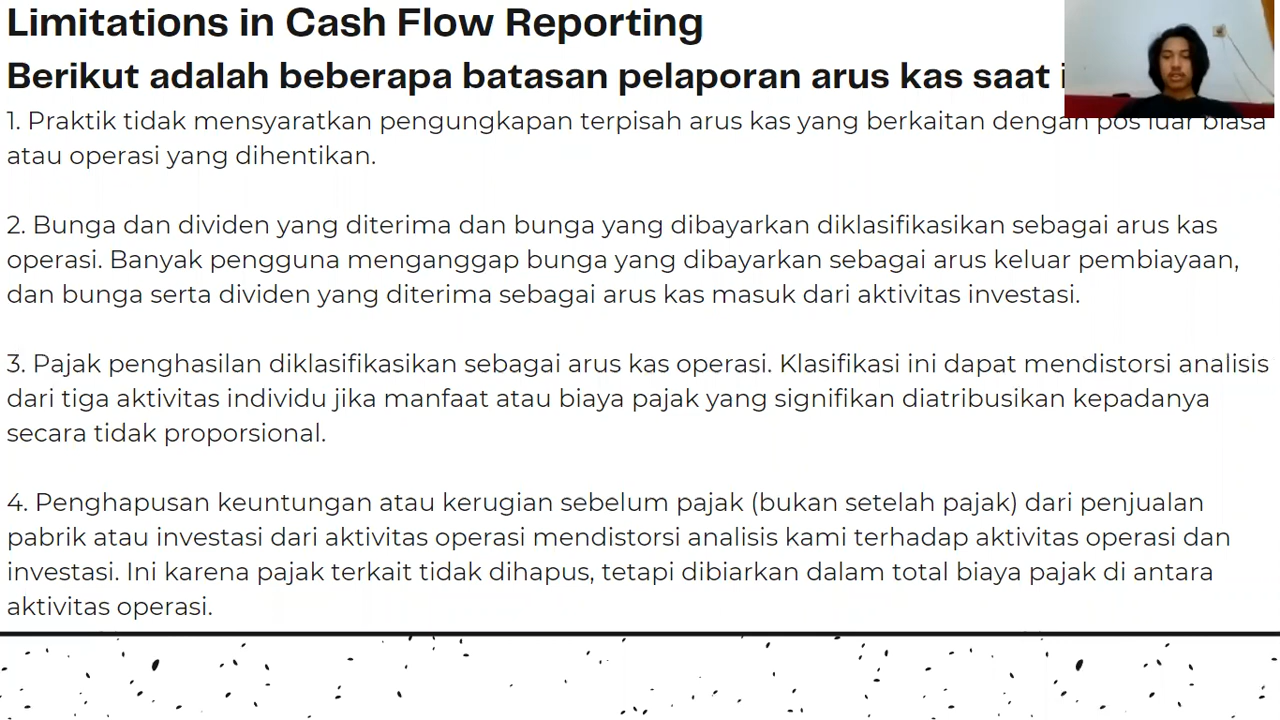 Limitations in Cash Flow Reporting
Berikut adalah beberapa batasan pelaporan arus kas saat
1. Praktik tidak mensyaratkan pengungkapan terpisah arus kas yang berkaitan dengan pos luar biasa
atau operasi yang dihentikan.
2. Bunga dan dividen yang diterima dan bunga yang dibayarkan diklasifikasikan sebagai arus kas
operasi. Banyak pengguna menganggap bunga yang dibayarkan sebagai arus keluar pembiayaan,
dan bunga serta dividen yang diterima sebagai arus kas masuk dari aktivitas investasi.
3. Pajak penghasilan diklasifikasikan sebagai arus kas operasi. Klasifikasi ini dapat mendistorsi analisis
dari tiga aktivitas individu jika manfaat atau biaya pajak yang signifikan diatribusikan kepadanya
secara tidak proporsional.
4. Penghapusan keuntungan atau kerugian sebelum pajak (bukan setelah pajak) dari penjualan
pabrik atau investasi dari aktivitas operasi mendistorsi analisis kami terhadap aktivitas operasi dan
investasi. Ini karena pajak terkait tidak dihapus, tetapi dibiarkan dalam total biaya pajak di antara
aktivitas operasi.